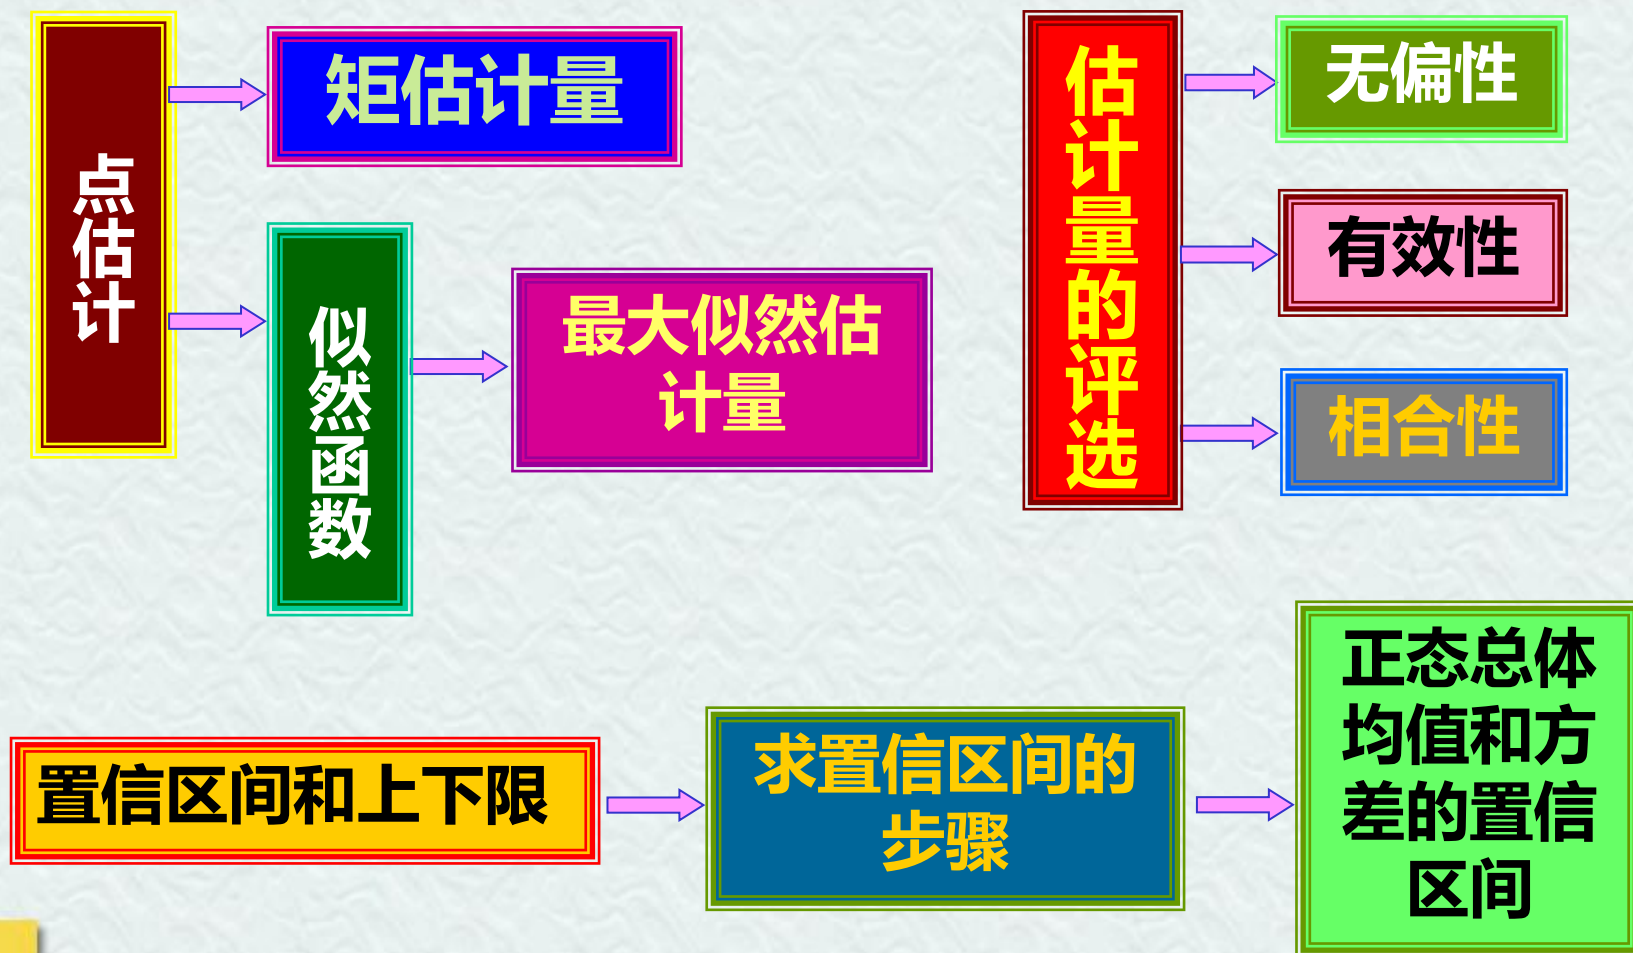 点估计
矩估计量
似然函数
最大似然估
计量
估计量的评选
无偏性
有效性
相合性
置信区间和上下限
求置信区间的
步骤
正态总体
均值和方
差的置信
区间